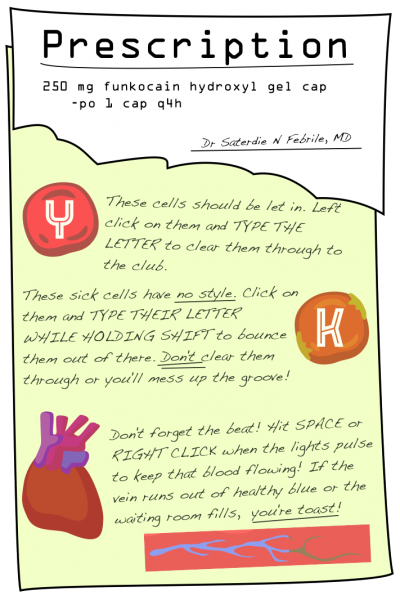 Prescription
250 mg funkocain hydroxyl gel cap
-po 1 cap q4h
Dr Saterdie N Febrile, MD
Y
These cells should be let in. Left
click on them and TYPE THE
LETTER to clear them through to
the club.
These sick cells have no style. Click on
them and TYPE THEIR LETTER
WHILE HOLDING SHIFT to bounce
them out of there. Don't clear them
through or you'll mess up the groove!
K
Don't forget the beat! Hit SPACE or
RIGHT CLICK when the lights pulse
to keep that blood flowing! If the
vein runs out of healthy blue or the
waiting room fills, you're toast!